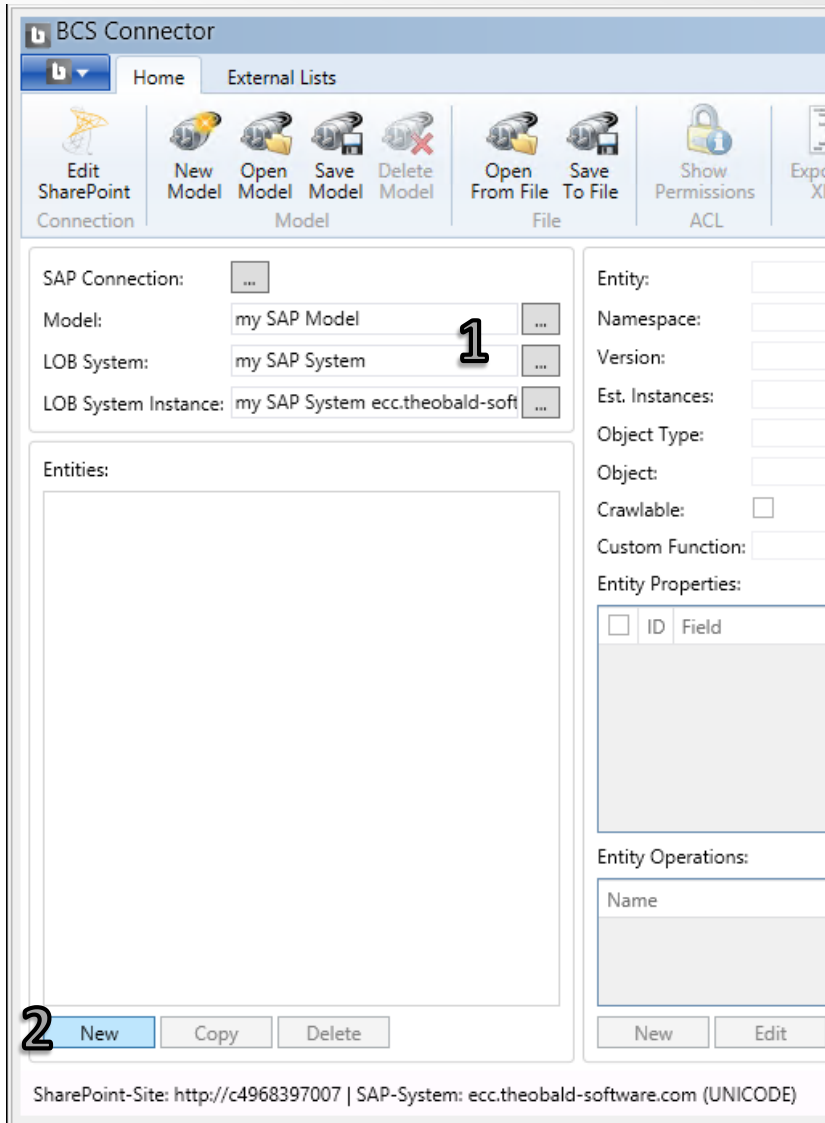 BCS Connector
Home External Lists
Edit SharePoint
New Model
Open Model
Save Model
Delete Model
Open From File
Save To File
Show Permissions
Connection Model File ACL
SAP Connection: ...
Model: my SAP Model ...
1
LOB System: my SAP System ...
LOB System Instance: my SAP System ecc.theobald-soft ...
Entities:
2
New Copy Delete
Entity:
Namespace:
Version:
Est. Instances:
Object Type:
Object:
Crawlable:
Custom Function:
Entity Properties:
ID Field
Entity Operations:
Name
New Edit
SharePoint-Site: http://c4968397007 | SAP-System: ecc.theobald-software.com (UNICODE)